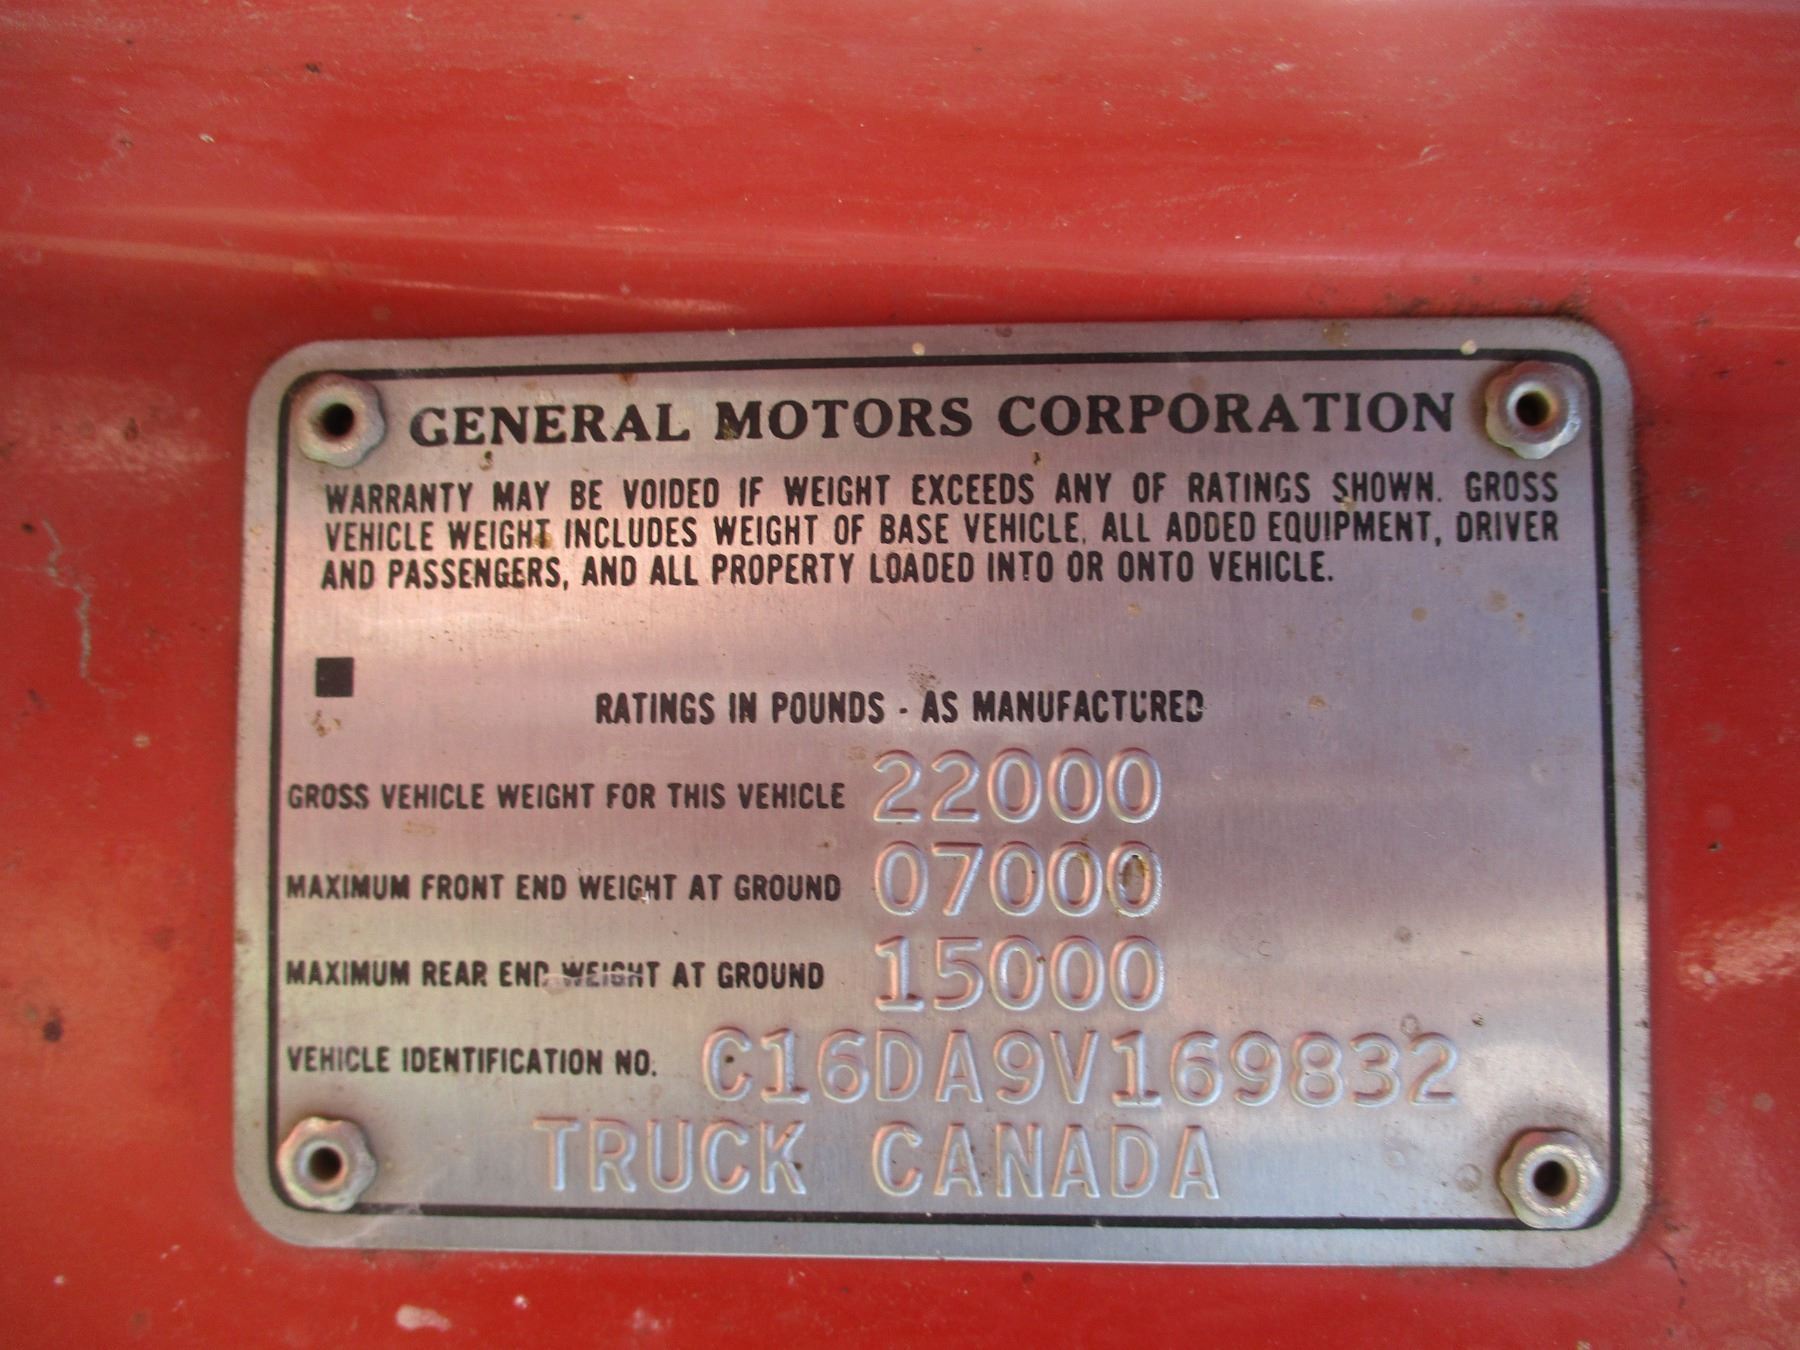 GENERAL MOTORS CORPORATION
WARRANTY MAY BE VOIDED IF WEIGHT EXCEEDS ANY OF RATINGS SHOWN. GROSS
VEHICLE WEIGHT INCLUDES WEIGHT OF BASE VEHICLE, ALL ADDED EQUIPMENT, DRIVER
AND PASSENGERS, AND ALL PROPERTY LOADED INTO OR ONTO VEHICLE.
RATINGS IN POUNDS - AS MANUFACTURED
GROSS VEHICLE WEIGHT FOR THIS VEHICLE 22000
MAXIMUM FRONT END WEIGHT AT GROUND 07000
MAXIMUM REAR END WEIGHT AT GROUND 15000
VEHICLE IDENTIFICATION NO. C16DA9V169832
TRUCK CANADA